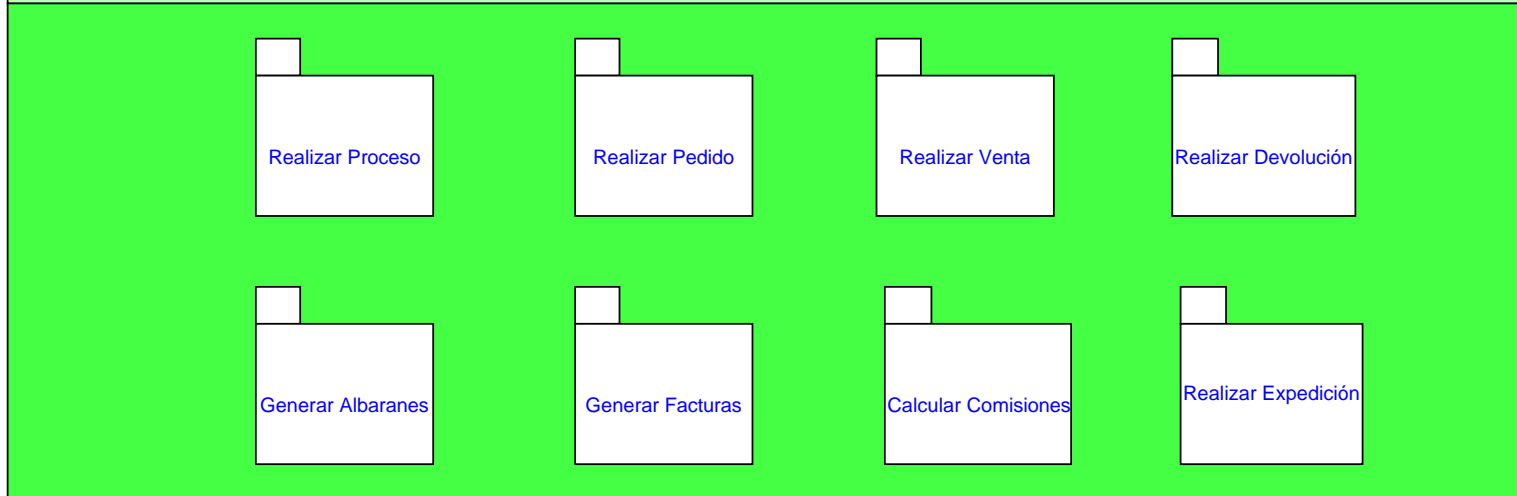 Realizar Proceso
Realizar Pedido
Realizar Venta
Realizar Devolución
Generar Albaranes
Generar Facturas
Calcular Comisiones
Realizar Expedición